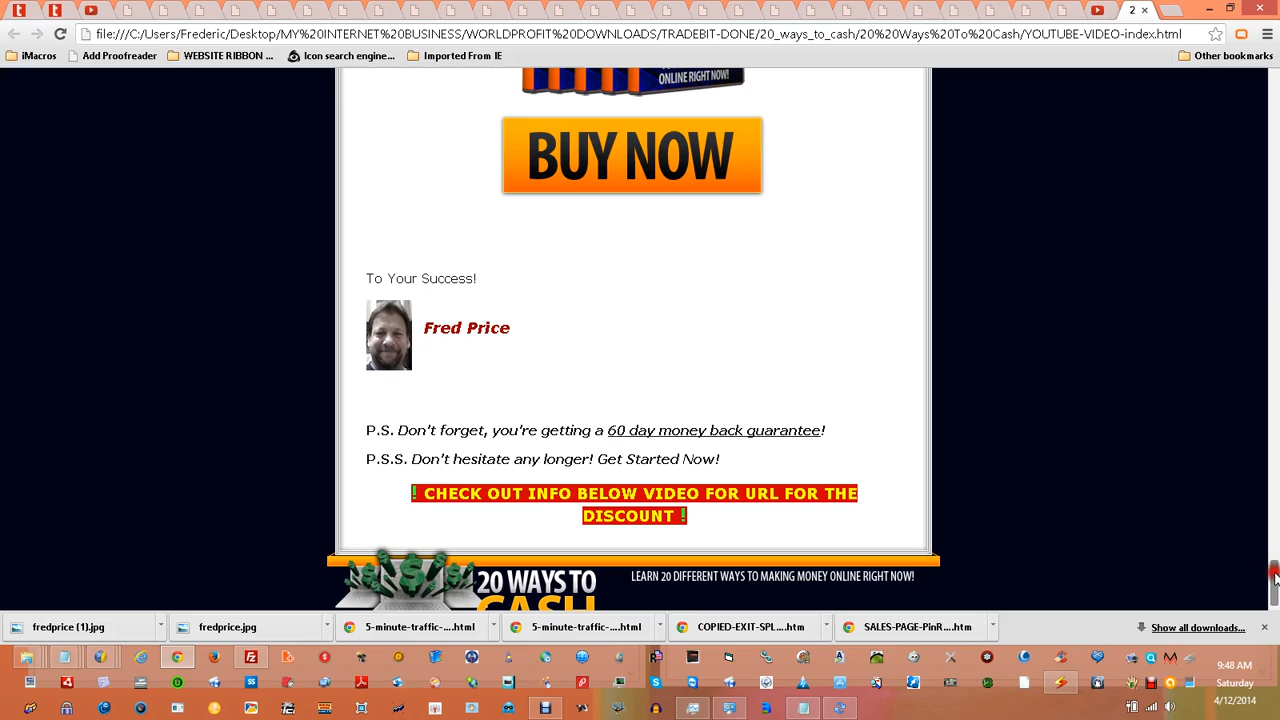 2
file:///C:/Users/Frederic/Desktop/MY%20INTERNET%20BUSINESS/WORLDPROFIT%20DOWNLOADS/TRADEBIT-DONE/20_ways_to_cash/20%20Ways%20To%20Cash/YOUTUBE-VIDEO-index.html
iMacros Add Proofreader WEBSITE RIBBON ... Icon search engine... Imported From IE Other bookmarks
ONLINE RIGHT NOW!
BUY NOW
To Your Success!
Fred Price
P.S. Don't forget, you're getting a 60 day money back guarantee!
P.S.S. Don't hesitate any longer! Get Started Now!
! CHECK OUT INFO BELOW VIDEO FOR URL FOR THE
DISCOUNT !
20 WAYS TO
CASH
LEARN 20 DIFFERENT WAYS TO MAKING MONEY ONLINE RIGHT NOW!
fredprice (1).jpg fredprice.jpg 5-minute-traffic-....html 5-minute-traffic-....html COPIED-EXIT-SPL....htm SALES-PAGE-PinR....htm Show all downloads...
9:48 AM
Saturday
4/12/2014